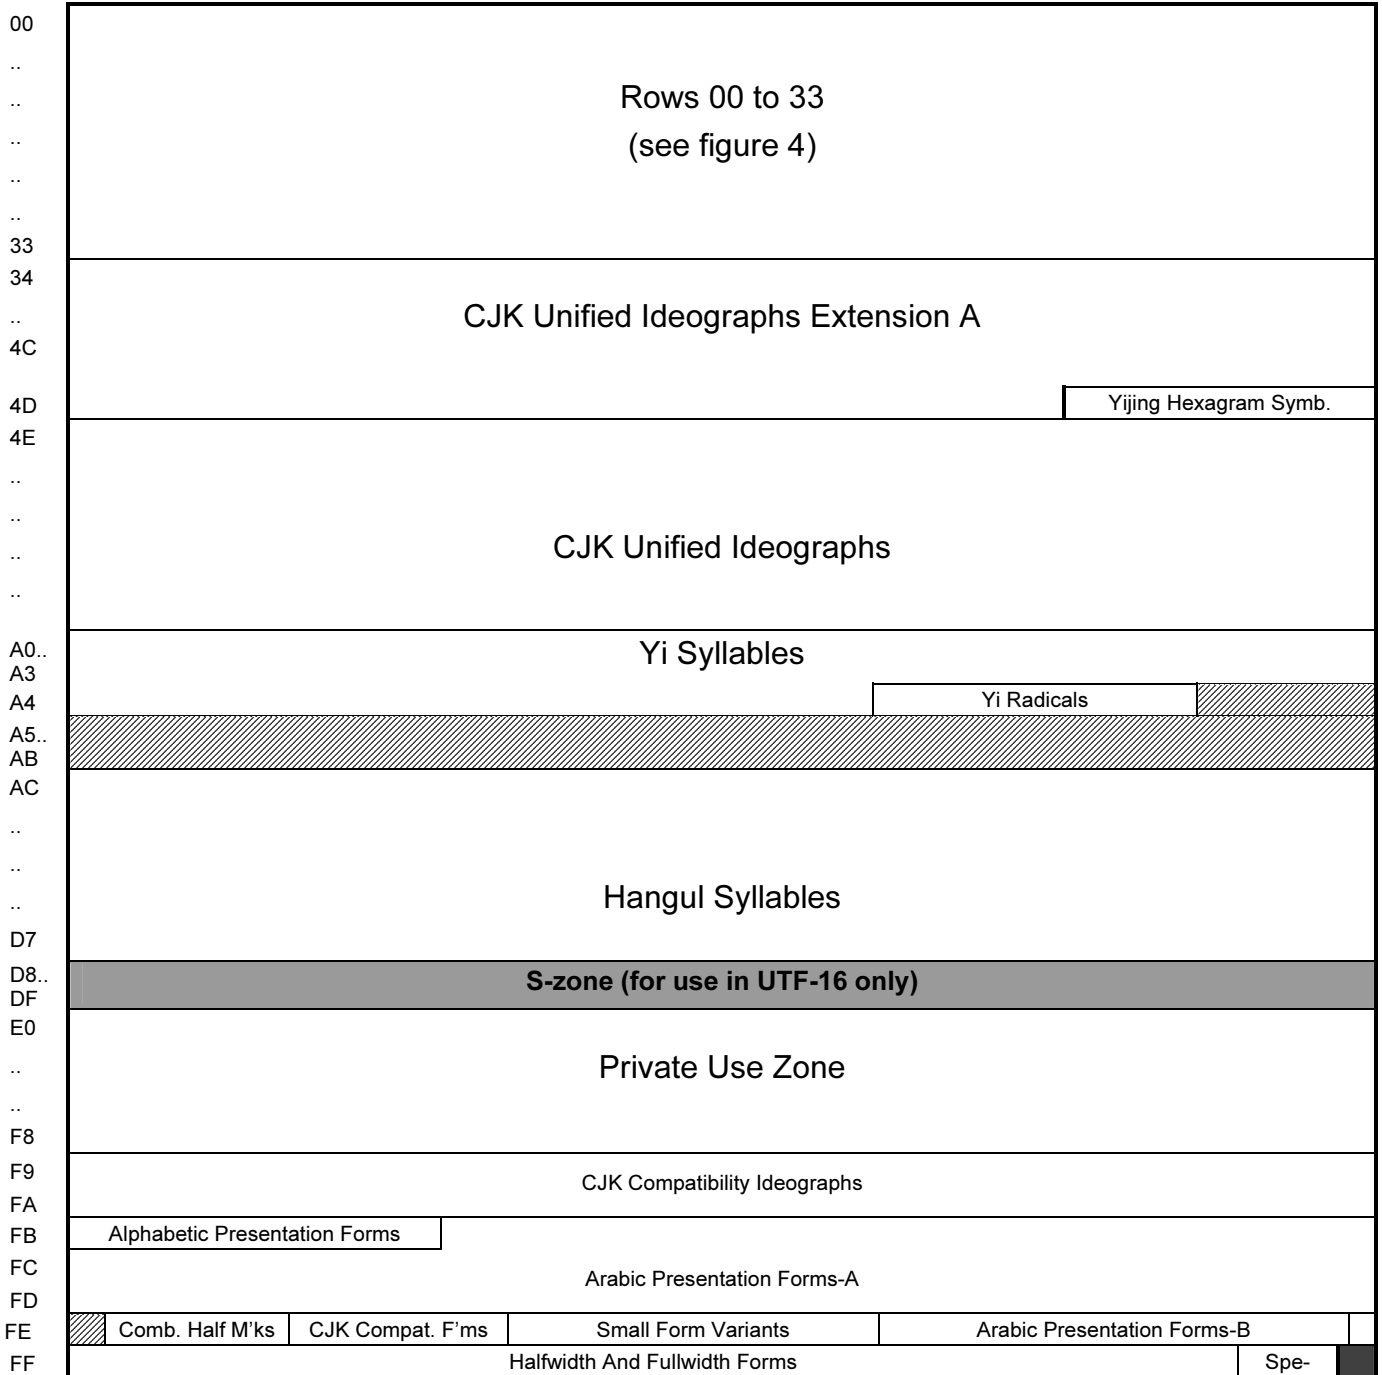 00
..
..
Rows 00 to 33
..
(see figure 4)
..
..
33
34
..
CJK Unified Ideographs Extension A
4C
4D Yijing Hexagram Symb.
4E
..
..
..
CJK Unified Ideographs
..
A0..
Yi Syllables
A3
A4 Yi Radicals
A5..
AB
AC
..
..
..
Hangul Syllables
D7
D8..
S-zone (for use in UTF-16 only)
DF
E0
..
Private Use Zone
..
F8
F9
CJK Compatibility Ideographs
FA
FB Alphabetic Presentation Forms
FC
Arabic Presentation Forms-A
FD
FE Comb. Half M'ks CJK Compat. F'ms Small Form Variants Arabic Presentation Forms-B
FF Halfwidth And Fullwidth Forms Spe-